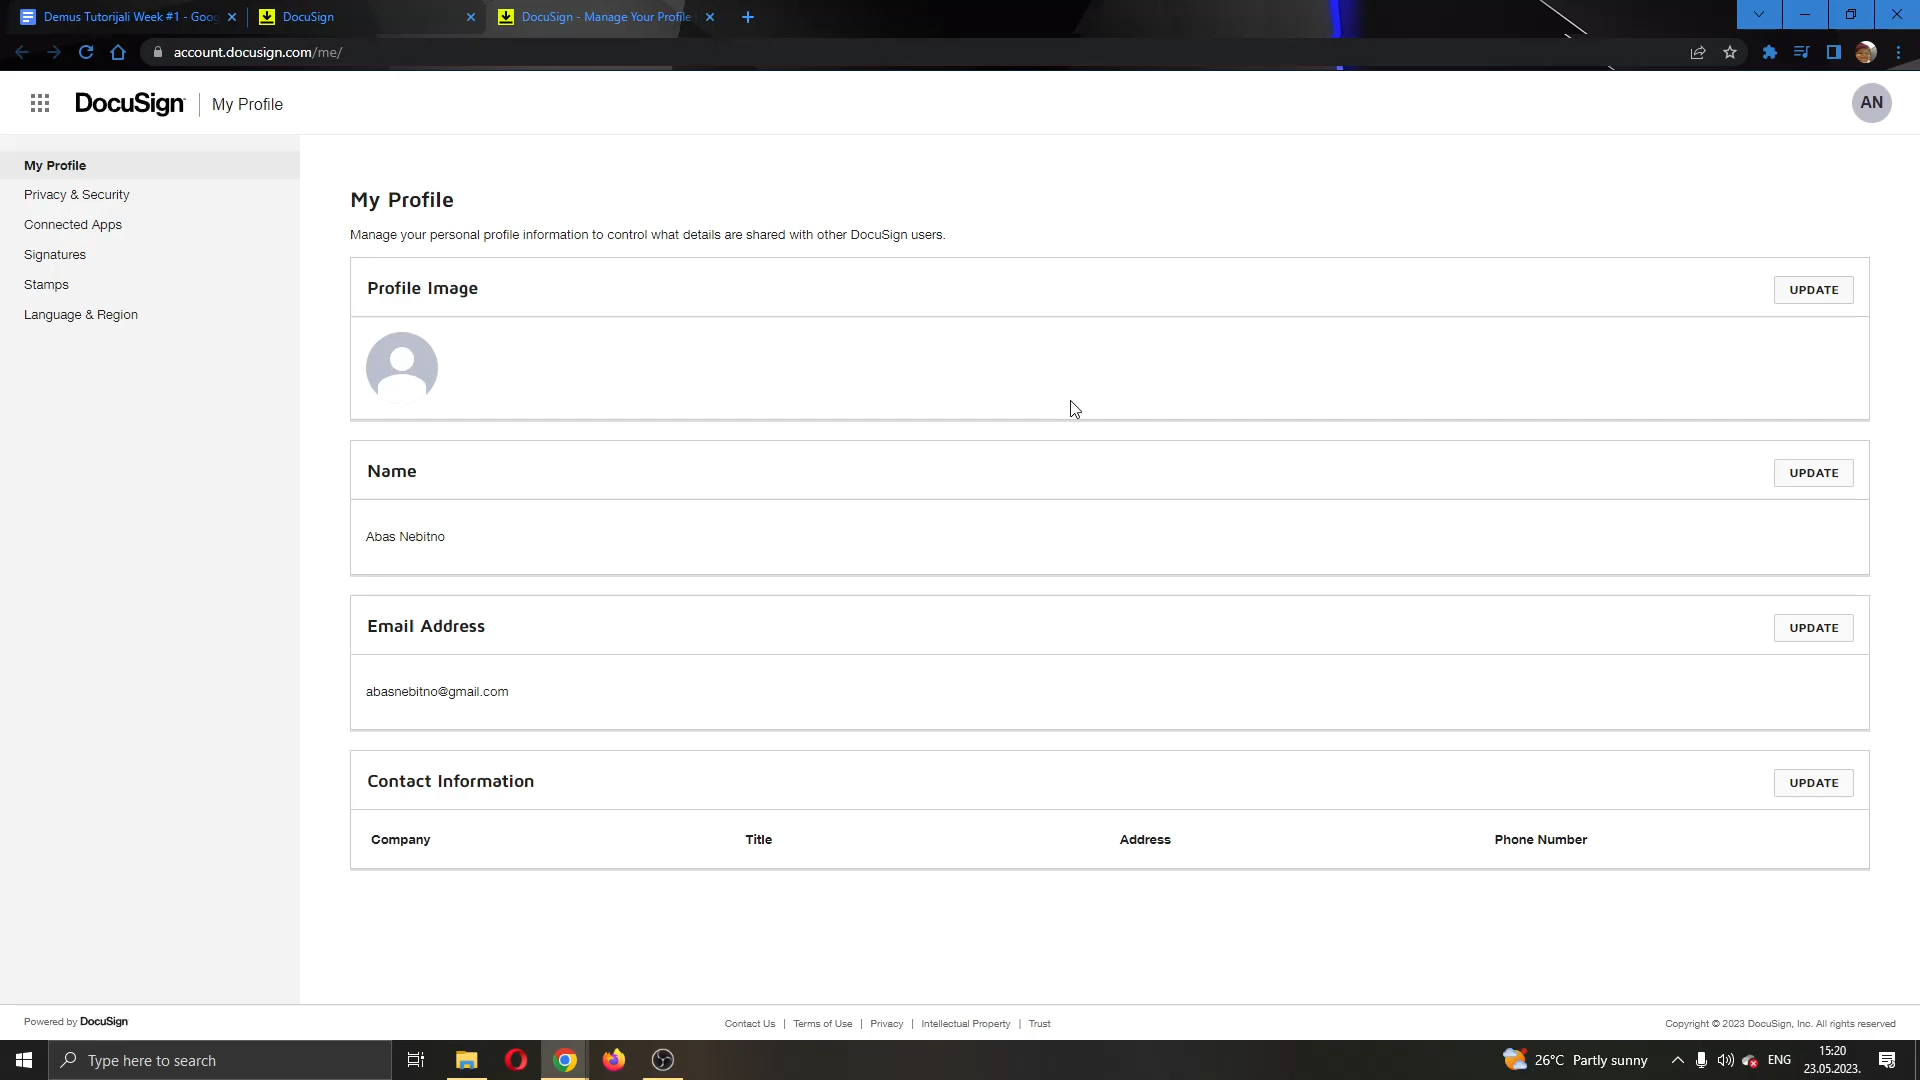 Demus Tutorijali Week #1 - Goog
DocuSign
DocuSign - Manage Your Profile
account.docusign.com/me/
DocuSign
My Profile
AN
My Profile
Privacy & Security
Connected Apps
Signatures
Stamps
Language & Region
My Profile
Manage your personal profile information to control what details are shared with other DocuSign users.
Profile Image
UPDATE
Name
UPDATE
Abas Nebitno
Email Address
UPDATE
abasnebitno@gmail.com
Contact Information
UPDATE
Company Title Address Phone Number
Powered by DocuSign
Contact Us | Terms of Use | Privacy | Intellectual Property | Trust
Copyright © 2023 DocuSign, Inc. All rights reserved
Type here to search
26°C Partly sunny
ENG
15:20
23.05.2023.